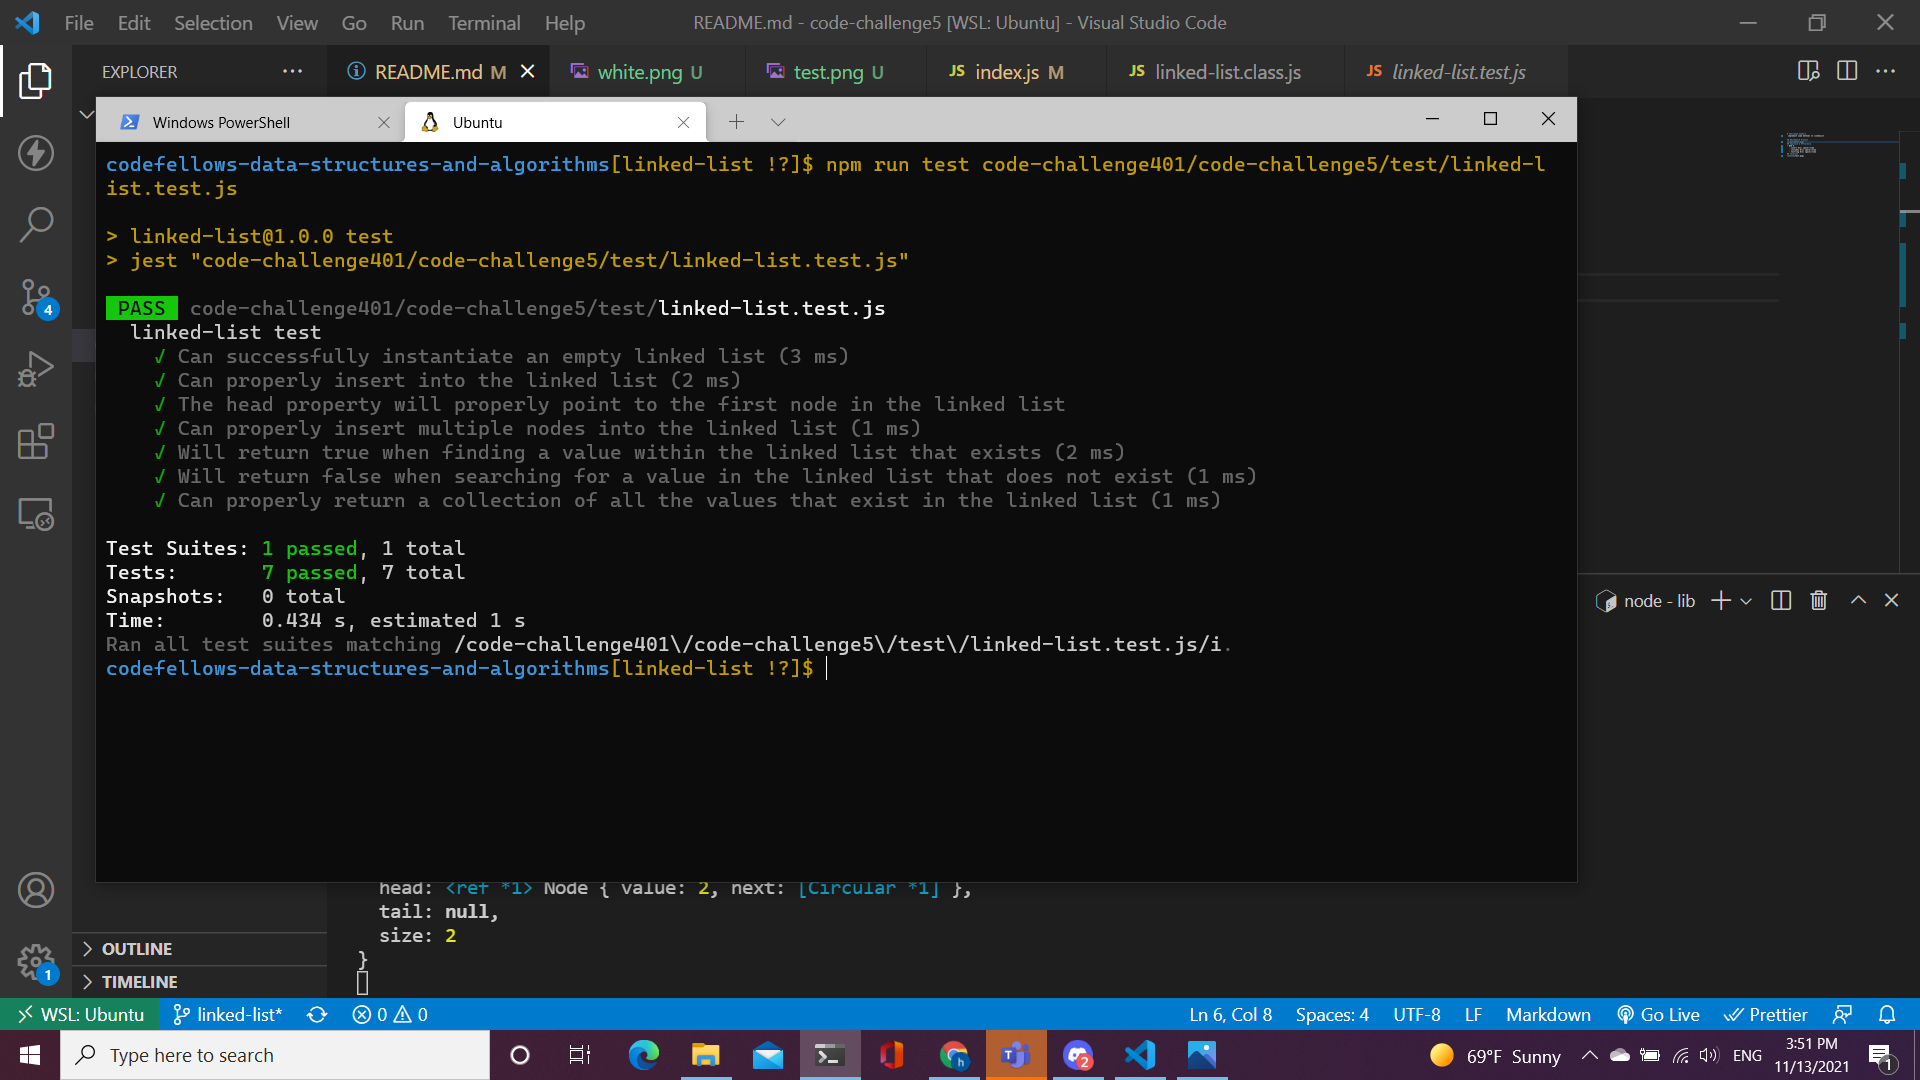 File Edit Selection View Go Run Terminal Help README.md - code-challenge5 [WSL: Ubuntu] - Visual Studio Code
EXPLORER README.md M white.png U test.png U JS index.js M JS linked-list.class.js JS linked-list.test.js
Windows PowerShell Ubuntu
codefellows-data-structures-and-algorithms[linked-list !?]$ npm run test code-challenge401/code-challenge5/test/linked-l
ist.test.js
> linked-list@1.0.0 test
> jest "code-challenge401/code-challenge5/test/linked-list.test.js"
PASS code-challenge401/code-challenge5/test/linked-list.test.js
linked-list test
√ Can successfully instantiate an empty linked list (3 ms)
√ Can properly insert into the linked list (2 ms)
√ The head property will properly point to the first node in the linked list
√ Can properly insert multiple nodes into the linked list (1 ms)
√ Will return true when finding a value within the linked list that exists (2 ms)
√ Will return false when searching for a value in the linked list that does not exist (1 ms)
√ Can properly return a collection of all the values that exist in the linked list (1 ms)
Test Suites: 1 passed, 1 total
Tests: 7 passed, 7 total
Snapshots: 0 total
Time: 0.434 s, estimated 1 s
Ran all test suites matching /code-challenge401\/code-challenge5\/test\/linked-list.test.js/i.
codefellows-data-structures-and-algorithms[linked-list !?]$
4
node - lib
head: <ref *1> Node { value: 2, next: [Circular *1] },
tail: null,
size: 2
}
OUTLINE
1
TIMELINE
WSL: Ubuntu linked-list* 0 0 Ln 6, Col 8 Spaces: 4 UTF-8 LF Markdown Go Live Prettier
Type here to search h 2 69°F Sunny ENG 3:51 PM
11/13/2021 1